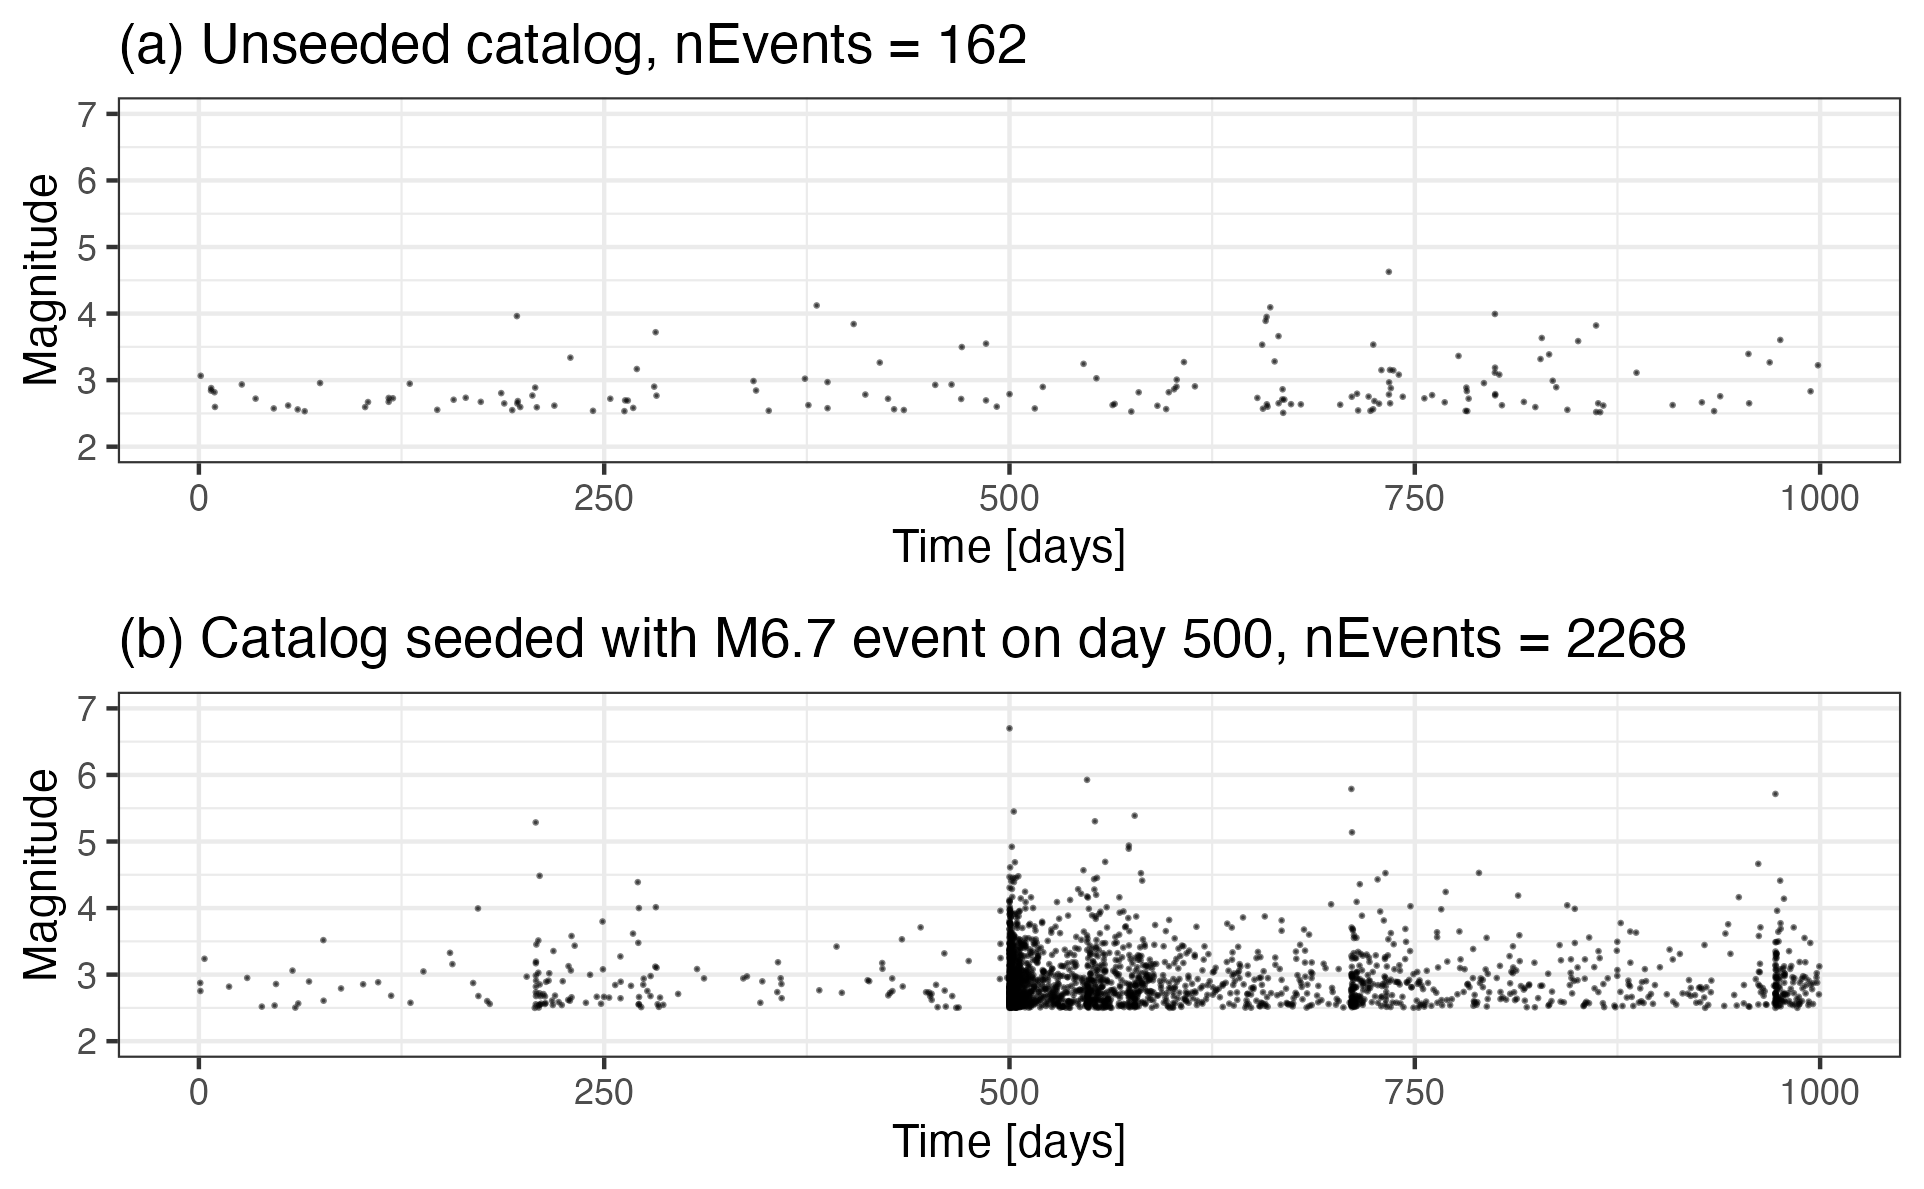 (a) Unseeded catalog, nEvents = 162
7
6
5
4
3
2
Magnitude
0 250 500 750 1000
Time [days]
(b) Catalog seeded with M6.7 event on day 500, nEvents = 2268
7
6
5
4
3
2
Magnitude
0 250 500 750 1000
Time [days]